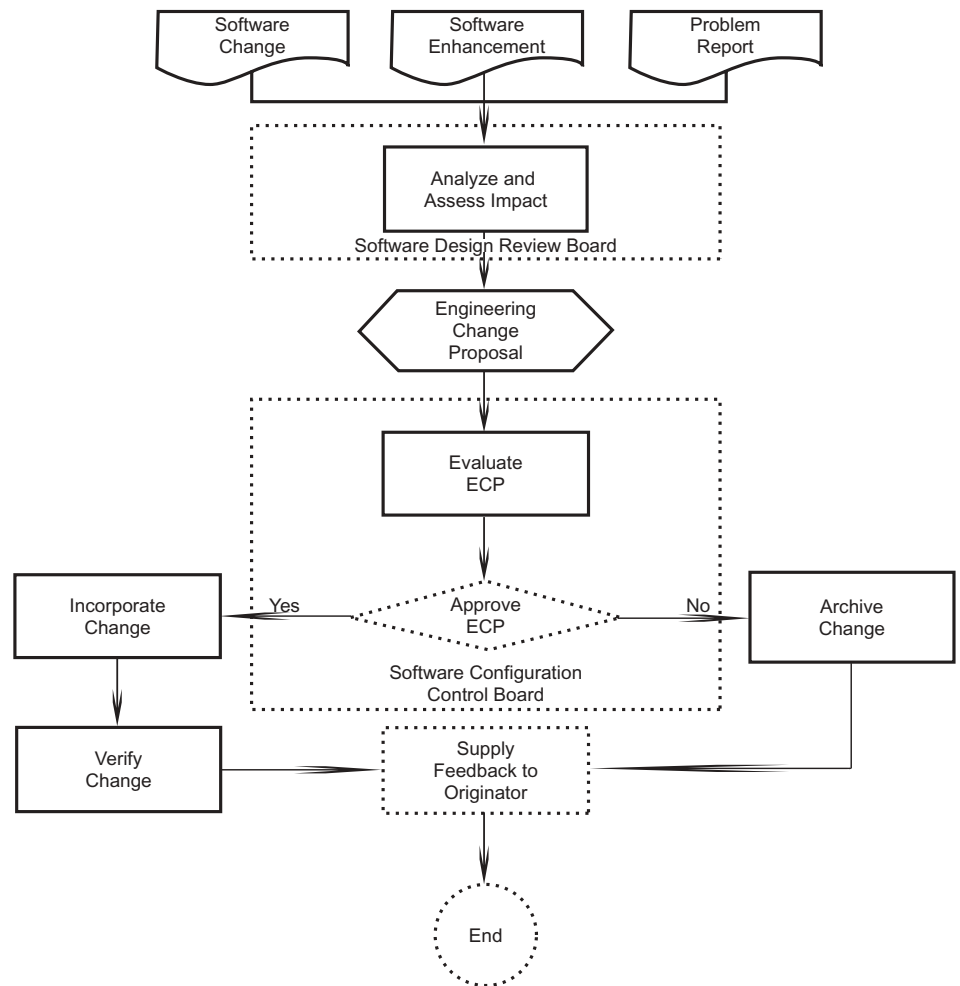 Software
Change
Software
Enhancement
Problem
Report
Analyze and
Assess Impact
Software Design Review Board
Engineering
Change
Proposal
Evaluate
ECP
Approve
ECP
Yes
No
Incorporate
Change
Archive
Change
Software Configuration
Control Board
Verify
Change
Supply
Feedback to
Originator
End